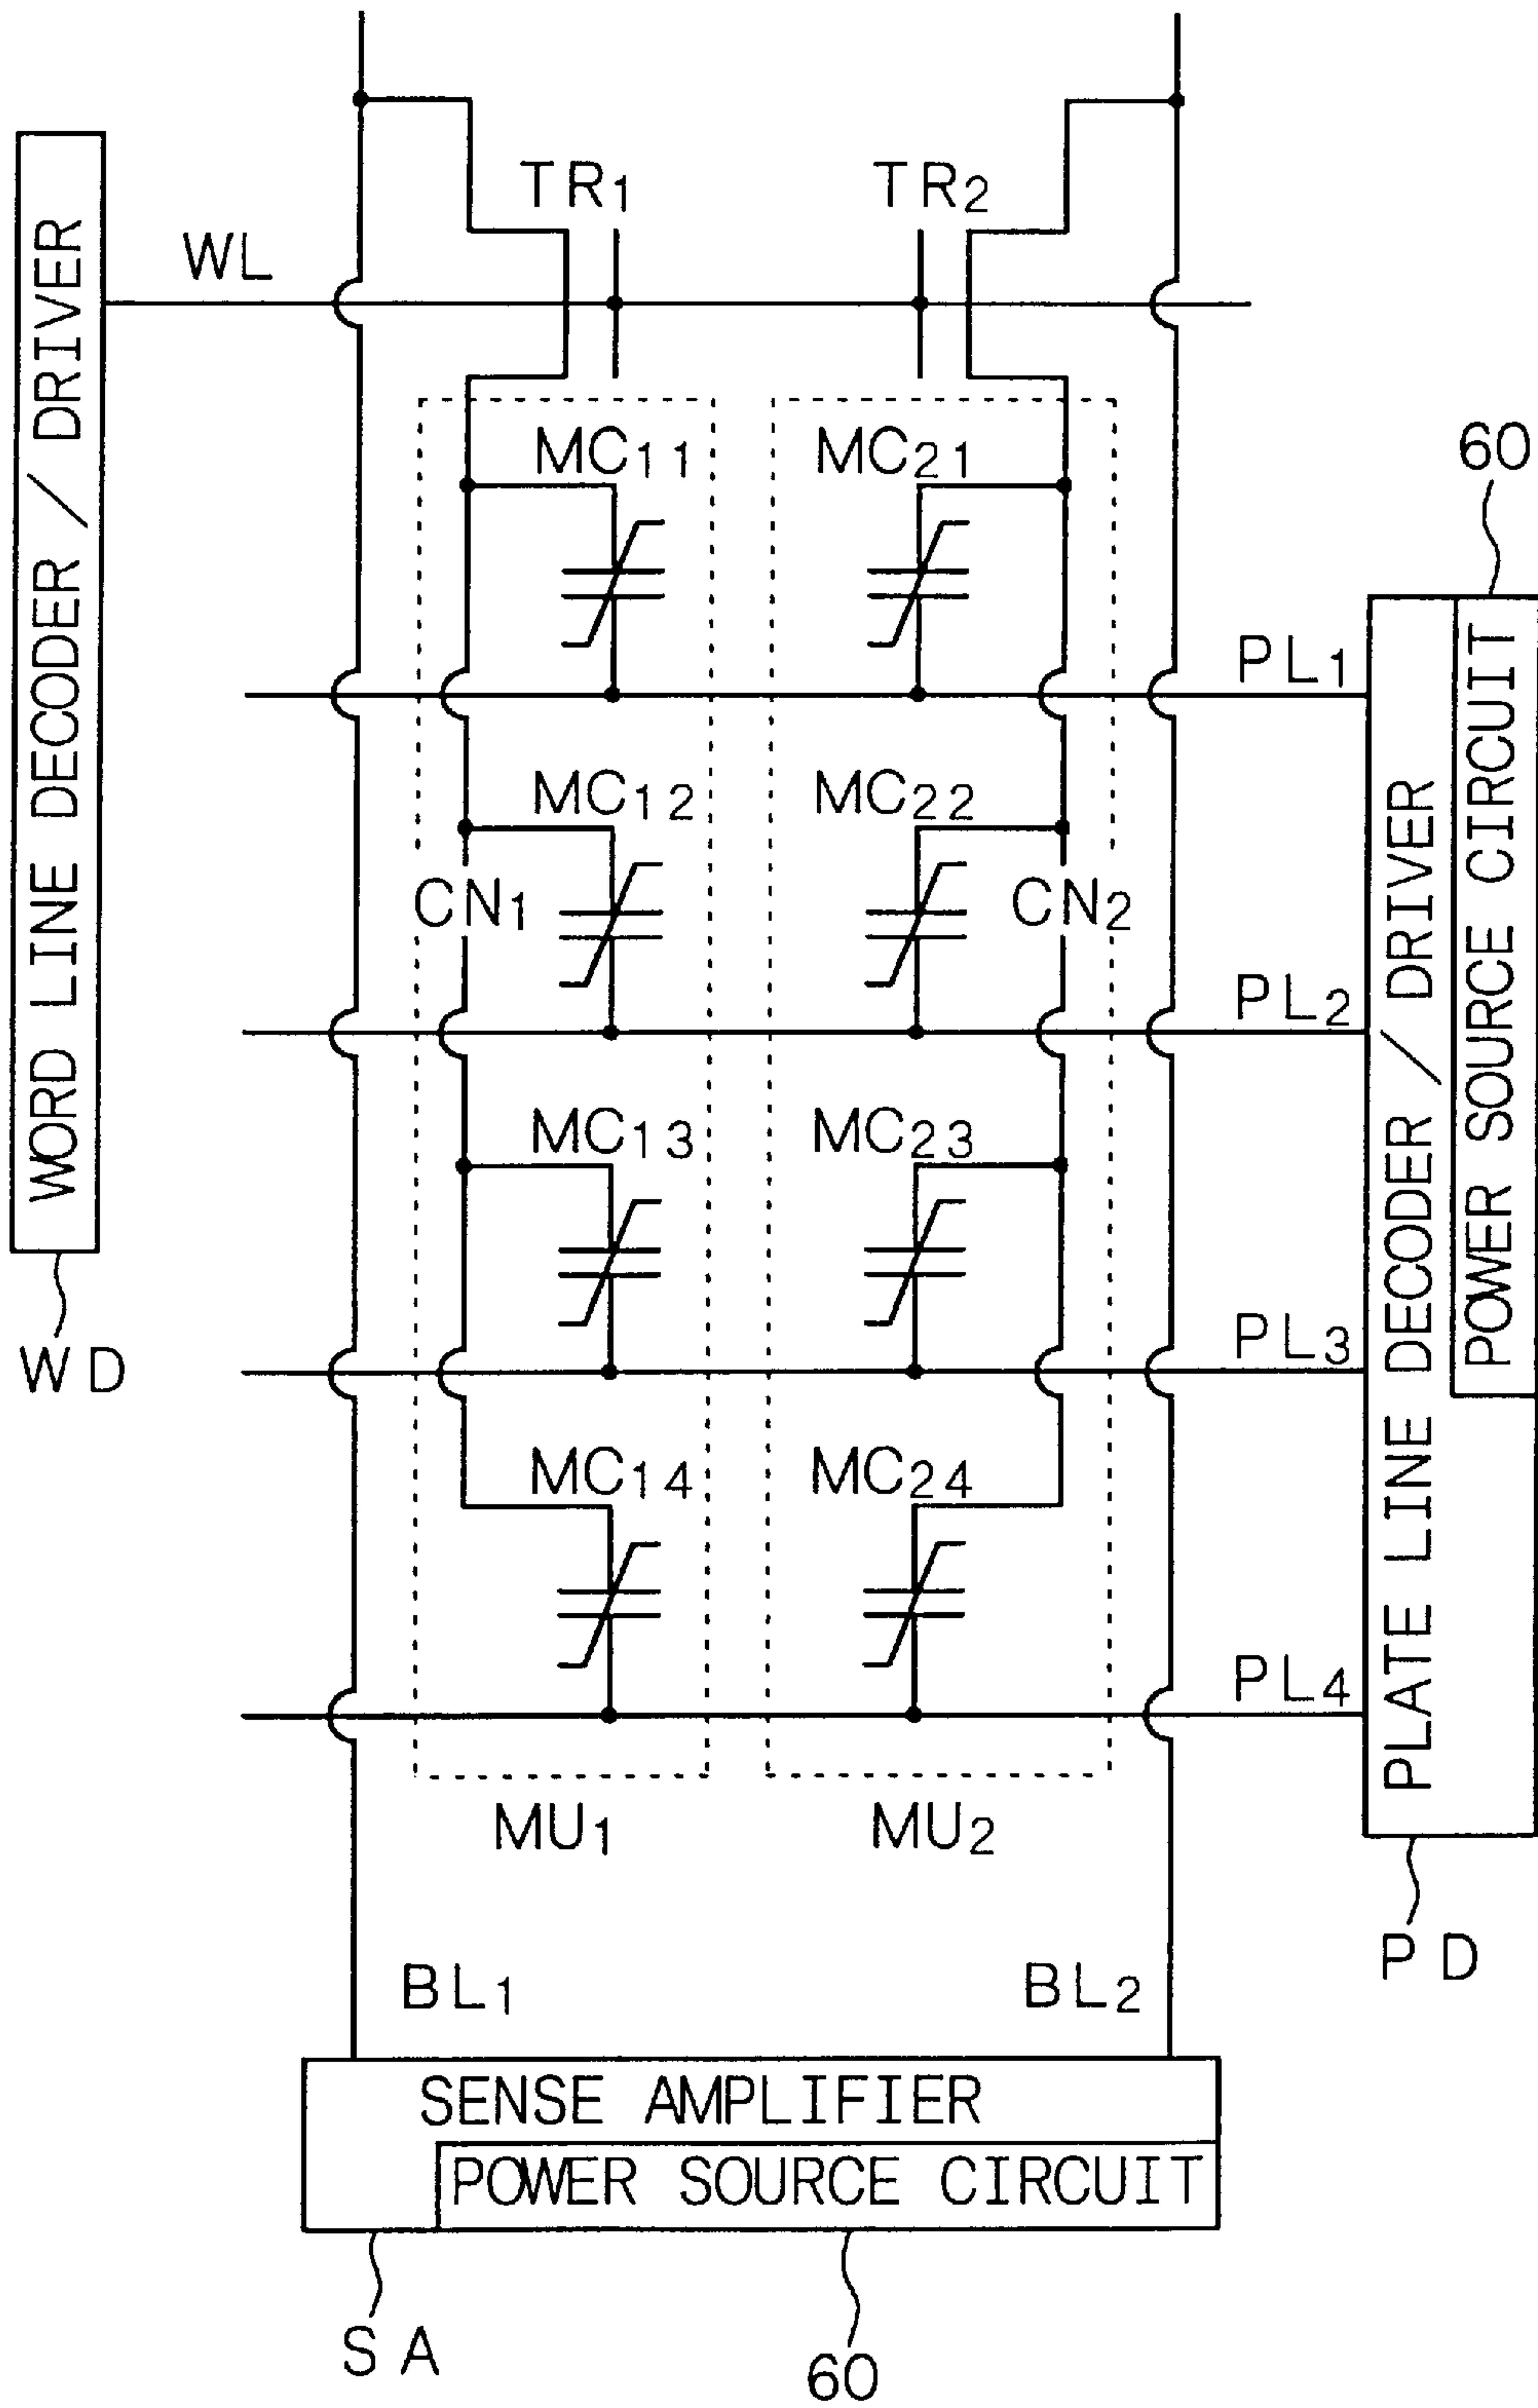 TR1
TR2
WL
WORD LINE DECODER / DRIVER
MC11
MC21
60
PL1
MC12
MC22
CN1
CN2
PL2
MC13
MC23
PL3
WD
MC14
MC24
PL4
PLATE LINE DECODER / DRIVER
POWER SOURCE CIRCUIT
MU1
MU2
PD
BL1
BL2
SENSE AMPLIFIER
POWER SOURCE CIRCUIT
SA
60